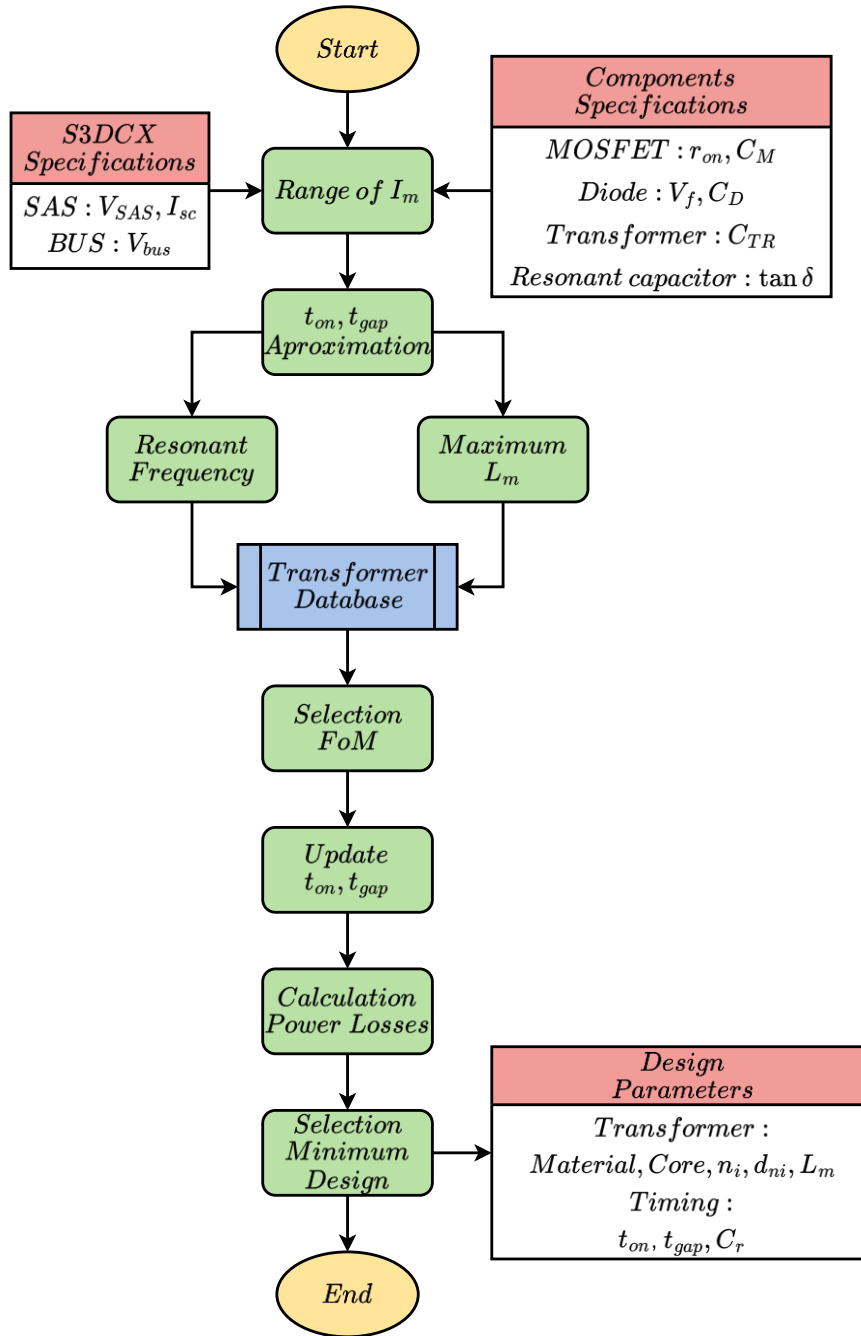 Start
Components
Specifications
MOSFET : r_on, C_M
Diode : V_f, C_D
Transformer : C_TR
Resonant capacitor : tan δ
S3DCX
Specifications
SAS : V_SAS, I_sc
BUS : V_bus
Range of I_m
t_on, t_gap
Aproximation
Resonant
Frequency
Maximum
L_m
Transformer
Database
Selection
FoM
Update
t_on, t_gap
Calculation
Power Losses
Selection
Minimum
Design
Design
Parameters
Transformer :
Material, Core, n_i, d_ni, L_m
Timing :
t_on, t_gap, C_r
End